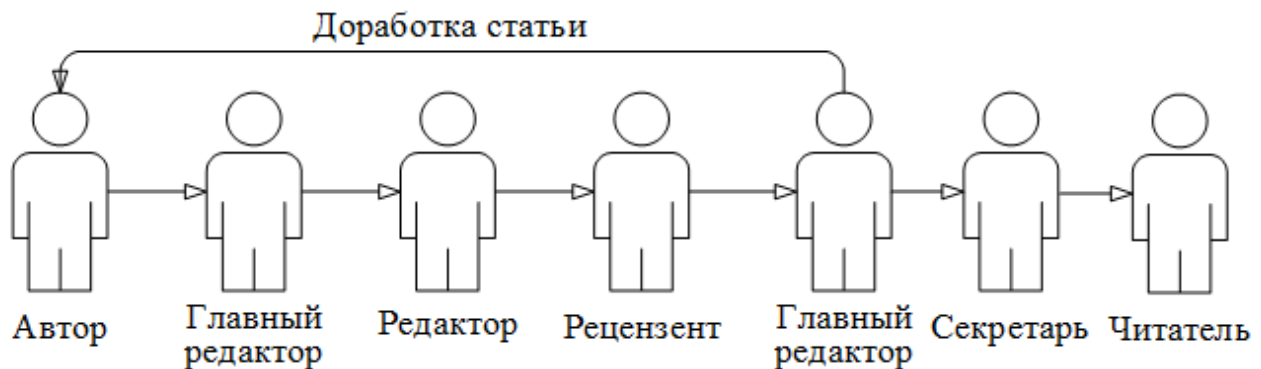 Доработка статьи
Автор
Главный
редактор
Редактор
Рецензент
Главный
редактор
Секретарь
Читатель